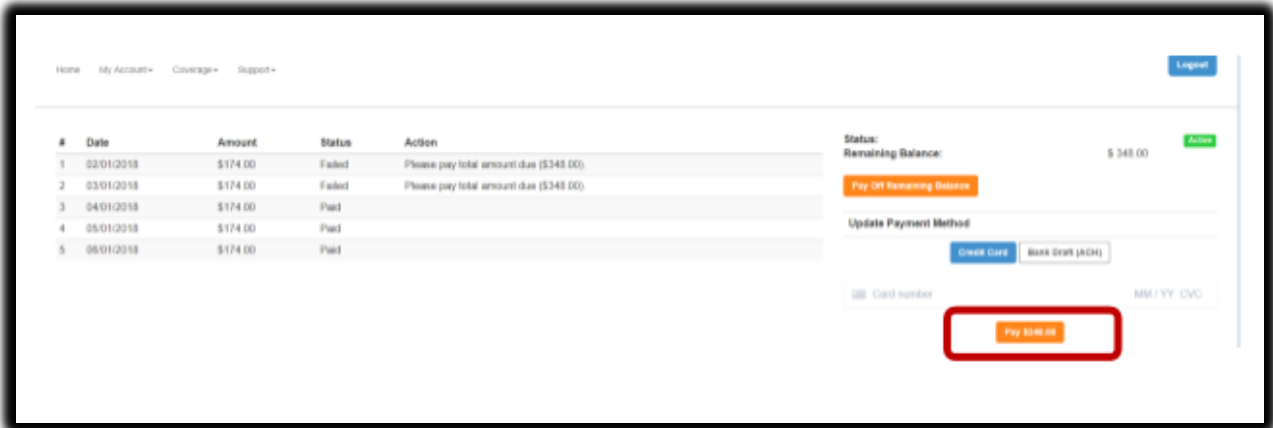 Home My Account Coverage Support
Logout
# Date Amount Status Action
1 02/01/2018 $174.00 Failed Please pay total amount due ($348.00).
2 03/01/2018 $174.00 Failed Please pay total amount due ($348.00).
3 04/01/2018 $174.00 Paid
4 05/01/2018 $174.00 Paid
5 06/01/2018 $174.00 Paid
Status: Active
Remaining Balance: $ 348.00
Pay Off Remaining Balance
Update Payment Method
Credit Card Bank Draft (ACH)
Card number MM / YY CVC
Pay $348.00